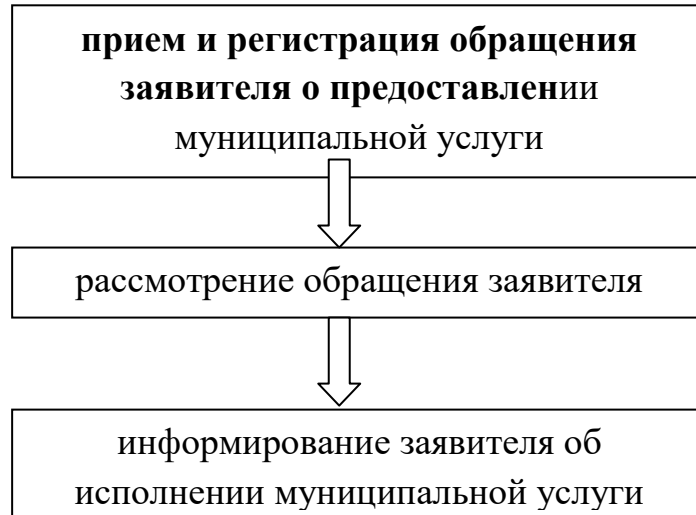 прием и регистрация обращения
заявителя о предоставлении
муниципальной услуги
рассмотрение обращения заявителя
информирование заявителя об
исполнении муниципальной услуги